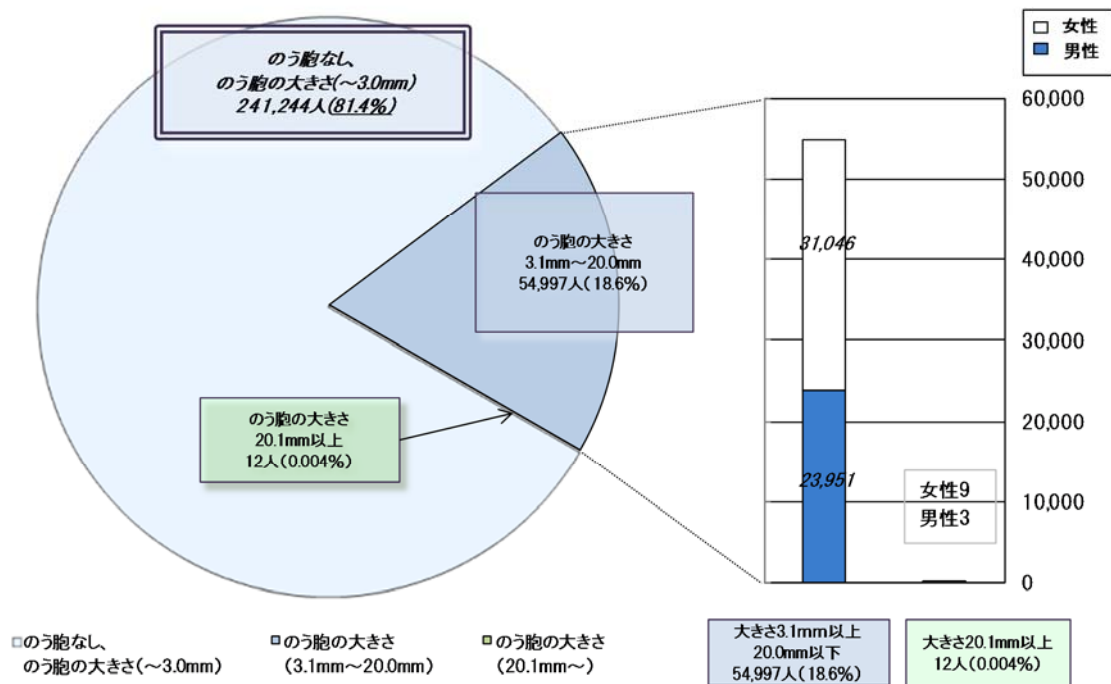 のう胞なし、
のう胞の大きさ(～3.0mm)
241,244人(81.4%)
のう胞の大きさ
3.1mm～20.0mm
54,997人(18.6%)
のう胞の大きさ
20.1mm以上
12人(0.004%)
女性
男性
60,000
50,000
40,000
30,000
20,000
10,000
0
31,046
23,951
女性9
男性3
のう胞なし、
のう胞の大きさ(～3.0mm)
のう胞の大きさ
(3.1mm～20.0mm)
のう胞の大きさ
(20.1mm～)
大きさ3.1mm以上
20.0mm以下
54,997人(18.6%)
大きさ20.1mm以上
12人(0.004%)